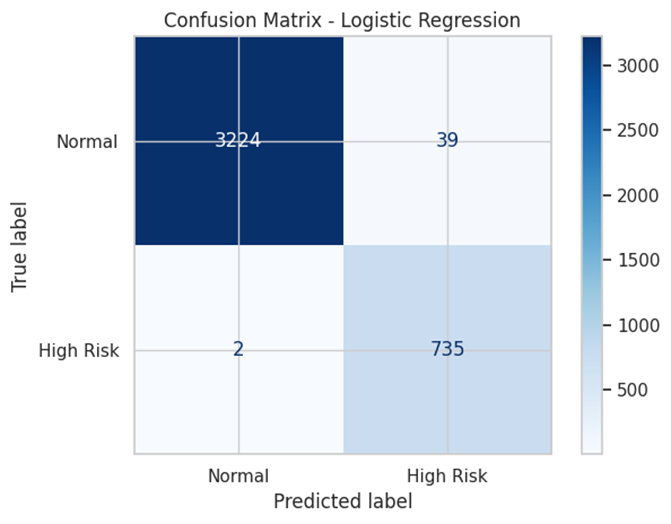 Confusion Matrix - Logistic Regression
True label
Normal
3224
39
High Risk
2
735
Normal
High Risk
Predicted label
3000
2500
2000
1500
1000
500